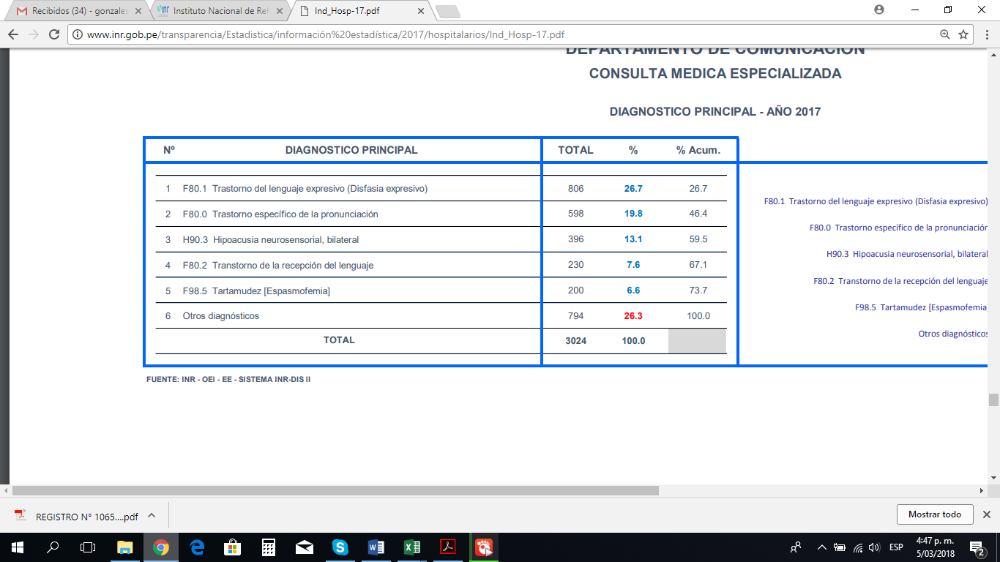 Recibidos (34) - gonzales
Instituto Nacional de Reh
Ind_Hosp-17.pdf
www.inr.gob.pe/transparencia/Estadistica/información%20estadística/2017/hospitalarios/Ind_Hosp-17.pdf
DEPARTAMENTO DE COMUNICACIÓN
CONSULTA MEDICA ESPECIALIZADA
DIAGNOSTICO PRINCIPAL - AÑO 2017
Nº DIAGNOSTICO PRINCIPAL TOTAL % % Acum.
1 F80.1 Trastorno del lenguaje expresivo (Disfasia expresivo) 806 26.7 26.7
2 F80.0 Trastorno específico de la pronunciación 598 19.8 46.4
3 H90.3 Hipoacusia neurosensorial, bilateral 396 13.1 59.5
4 F80.2 Transtorno de la recepción del lenguaje 230 7.6 67.1
5 F98.5 Tartamudez [Espasmofemia] 200 6.6 73.7
6 Otros diagnósticos 794 26.3 100.0
TOTAL 3024 100.0
F80.1 Trastorno del lenguaje expresivo (Disfasia expresivo)
F80.0 Trastorno específico de la pronunciación
H90.3 Hipoacusia neurosensorial, bilateral
F80.2 Transtorno de la recepción del lenguaje
F98.5 Tartamudez [Espasmofemia]
Otros diagnósticos
FUENTE: INR - OEI - EE - SISTEMA INR-DIS II
REGISTRO N° 1065....pdf
Mostrar todo
ESP
4:47 p. m.
5/03/2018
2